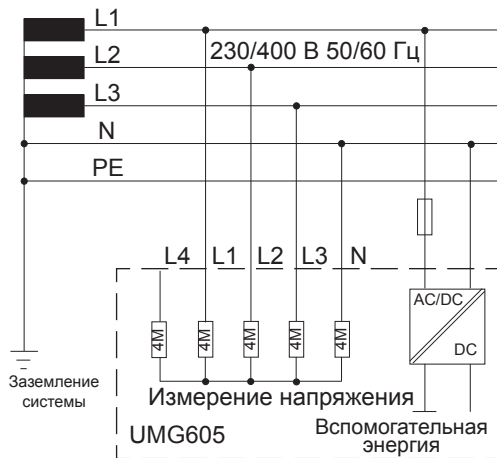 L1
L2
230/400 В 50/60 Гц
L3
N
PE
L4 L1 L2 L3 N
AC/DC
DC
4M 4M 4M 4M 4M
Заземление
системы
Измерение напряжения
UMG605
Вспомогательная
энергия